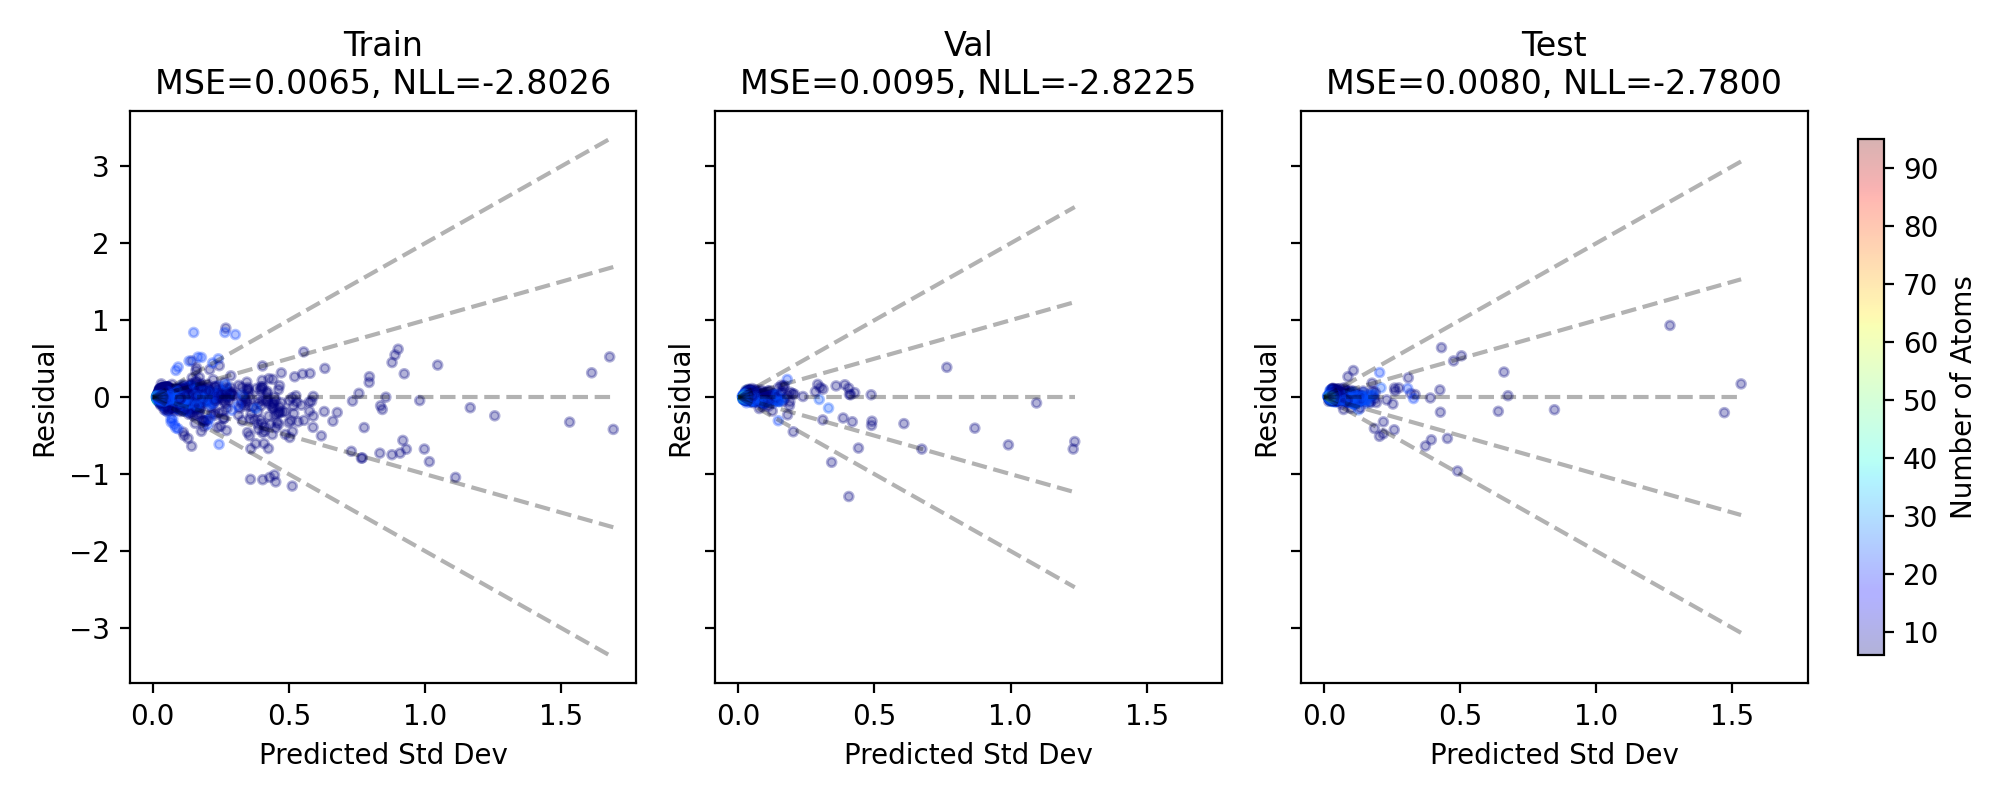 Train
MSE=0.0065, NLL=-2.8026
Val
MSE=0.0095, NLL=-2.8225
Test
MSE=0.0080, NLL=-2.7800
3
2
1
0
−1
−2
−3
Residual
0.0 0.5 1.0 1.5
Predicted Std Dev
Residual
0.0 0.5 1.0 1.5
Predicted Std Dev
Residual
0.0 0.5 1.0 1.5
Predicted Std Dev
90
80
70
60
50
40
30
20
10
Number of Atoms